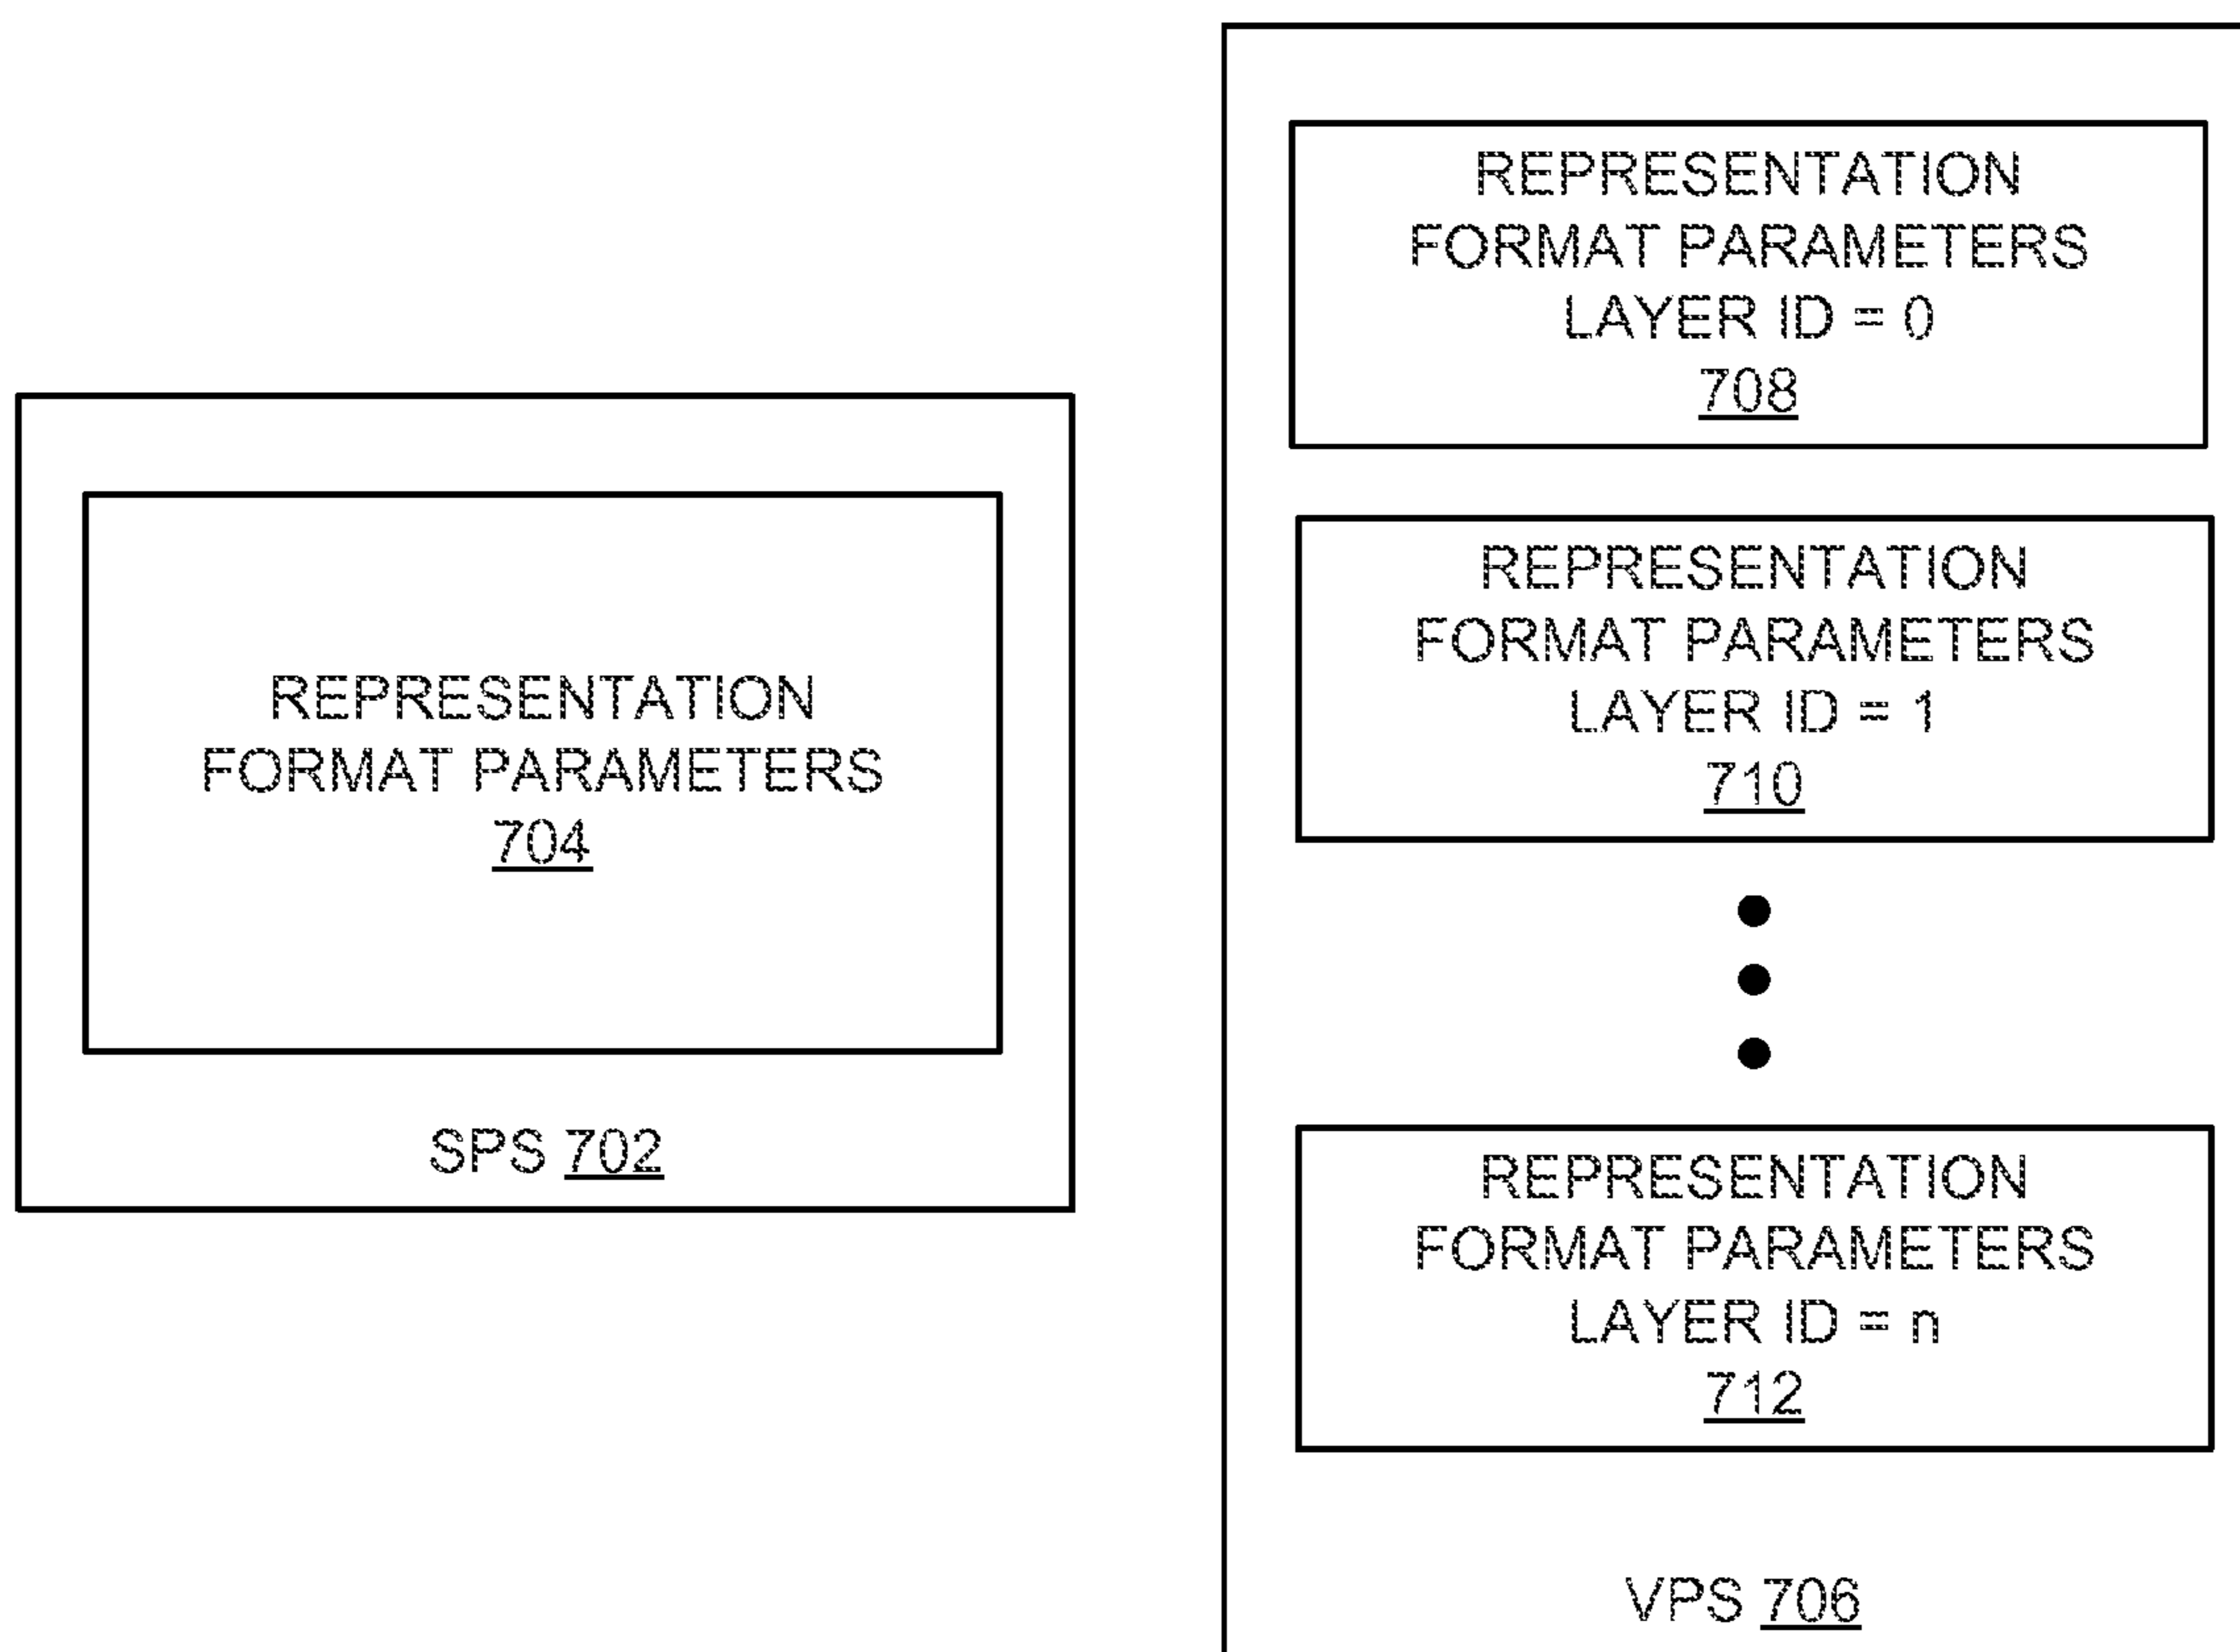 REPRESENTATION
FORMAT PARAMETERS
704
SPS 702
REPRESENTATION
FORMAT PARAMETERS
LAYER ID = 0
708
REPRESENTATION
FORMAT PARAMETERS
LAYER ID = 1
710
REPRESENTATION
FORMAT PARAMETERS
LAYER ID = n
712
VPS 706